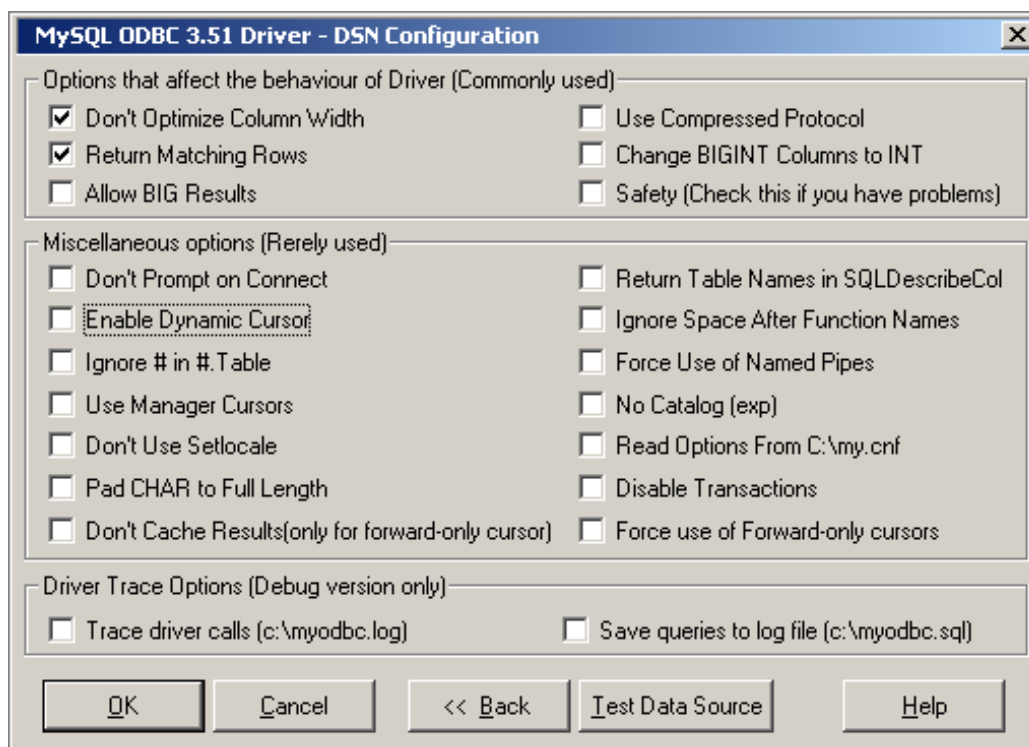 MySQL ODBC 3.51 Driver - DSN Configuration
Options that affect the behaviour of Driver (Commonly used)
Don't Optimize Column Width
Use Compressed Protocol
Return Matching Rows
Change BIGINT Columns to INT
Allow BIG Results
Safety (Check this if you have problems)
Miscellaneous options (Rerely used)
Don't Prompt on Connect
Return Table Names in SQLDescribeCol
Enable Dynamic Cursor
Ignore Space After Function Names
Ignore # in #.Table
Force Use of Named Pipes
Use Manager Cursors
No Catalog (exp)
Don't Use Setlocale
Read Options From C:\my.cnf
Pad CHAR to Full Length
Disable Transactions
Don't Cache Results(only for forward-only cursor)
Force use of Forward-only cursors
Driver Trace Options (Debug version only)
Trace driver calls (c:\myodbc.log)
Save queries to log file (c:\myodbc.sql)
OK
Cancel
<< Back
Test Data Source
Help